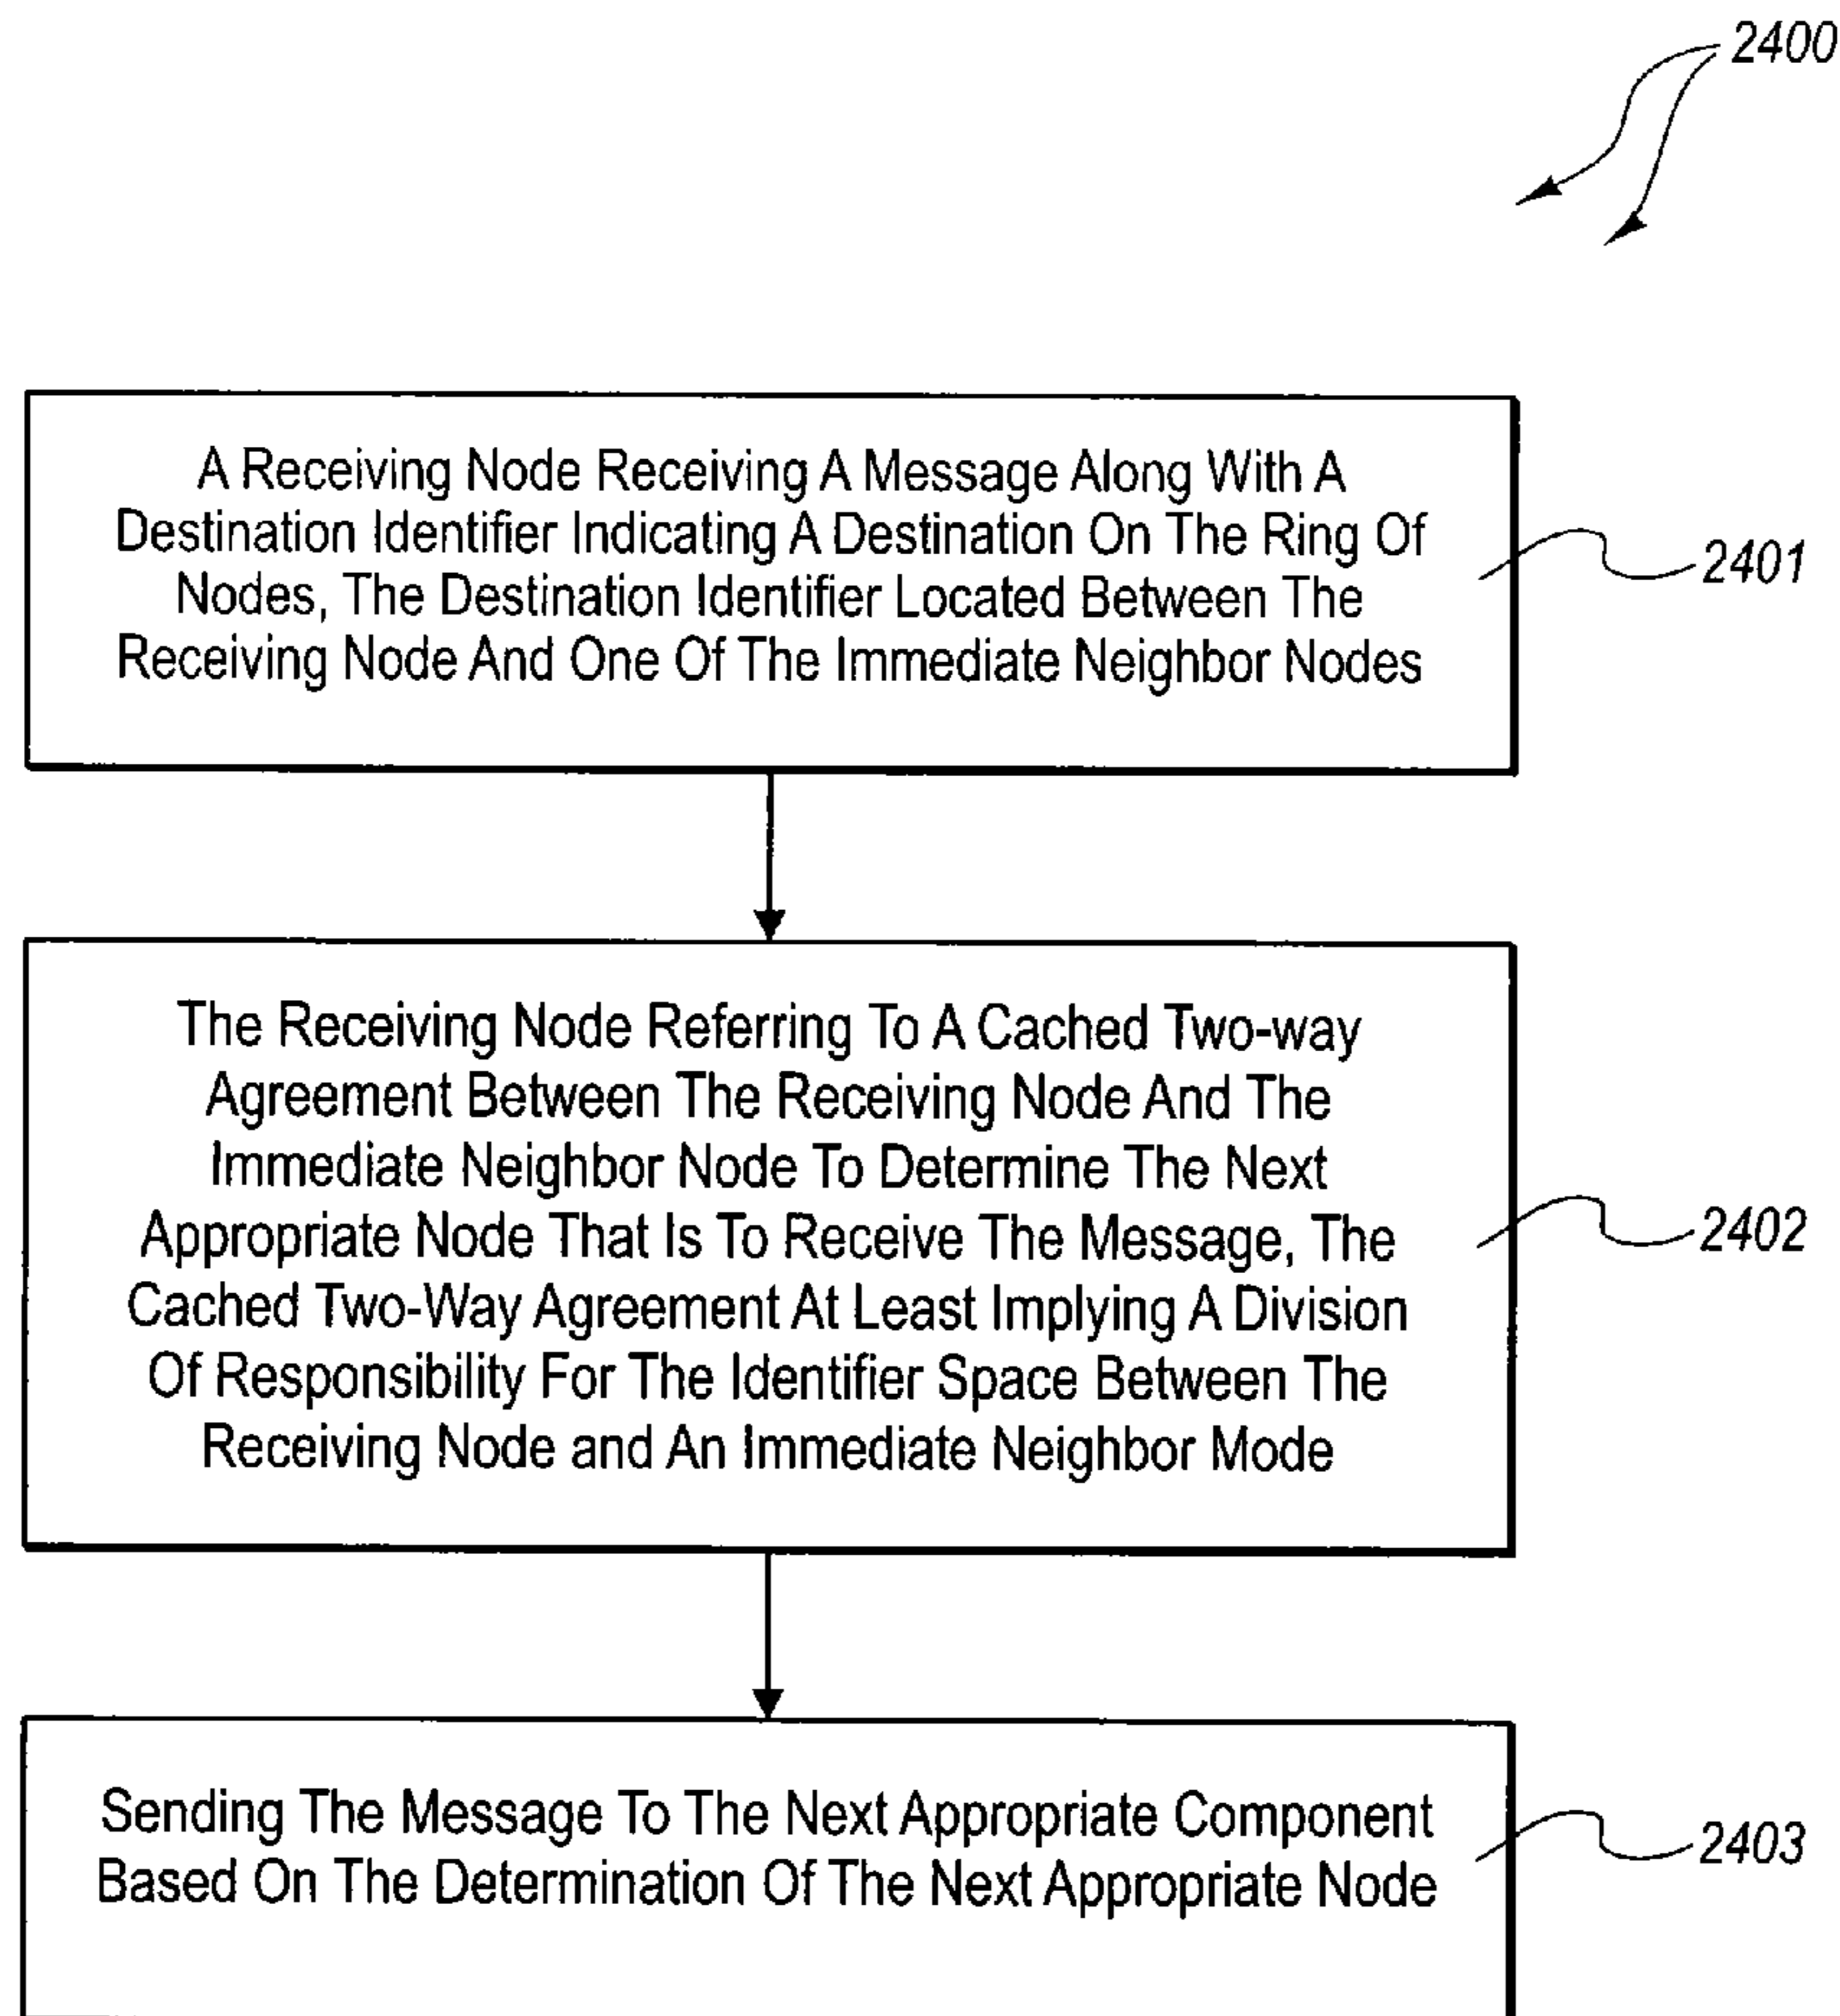 2400
A Receiving Node Receiving A Message Along With A
Destination Identifier Indicating A Destination On The Ring Of
Nodes, The Destination Identifier Located Between The
Receiving Node And One Of The Immediate Neighbor Nodes
2401
The Receiving Node Referring To A Cached Two-way
Agreement Between The Receiving Node And The
Immediate Neighbor Node To Determine The Next
Appropriate Node That Is To Receive The Message, The
Cached Two-Way Agreement At Least Implying A Division
Of Responsibility For The Identifier Space Between The
Receiving Node and An Immediate Neighbor Mode
2402
Sending The Message To The Next Appropriate Component
Based On The Determination Of The Next Appropriate Node
2403